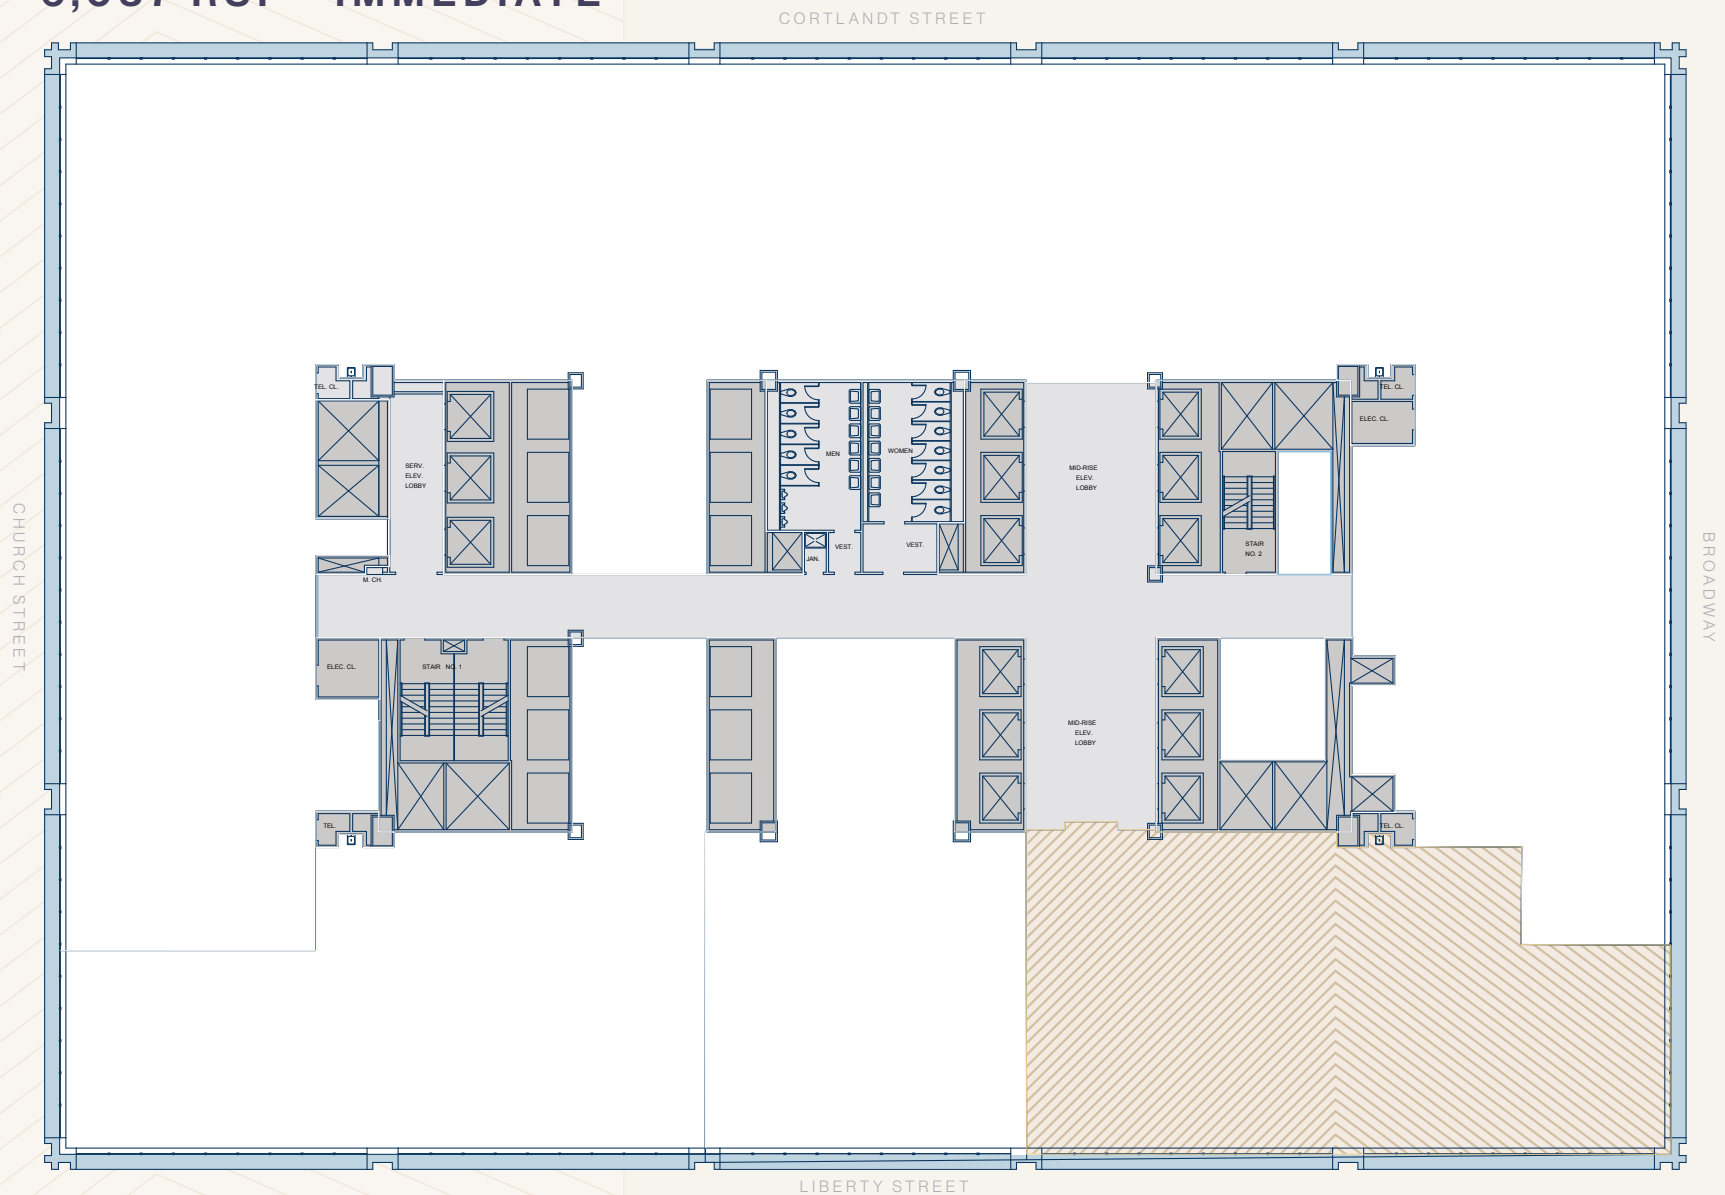 CORTLANDT STREET
TEL. CL.
TEL. CL.
ELEC. CL.
SERV.
ELEV.
LOBBY
MEN
WOMEN
MID-RISE
ELEV.
LOBBY
CHURCH STREET
BROADWAY
VEST.
VEST.
JAN.
STAIR
NO. 2
M. CH.
ELEC. CL.
STAIR NO. 1
MID-RISE
ELEV.
LOBBY
TEL.
TEL. CL.
LIBERTY STREET